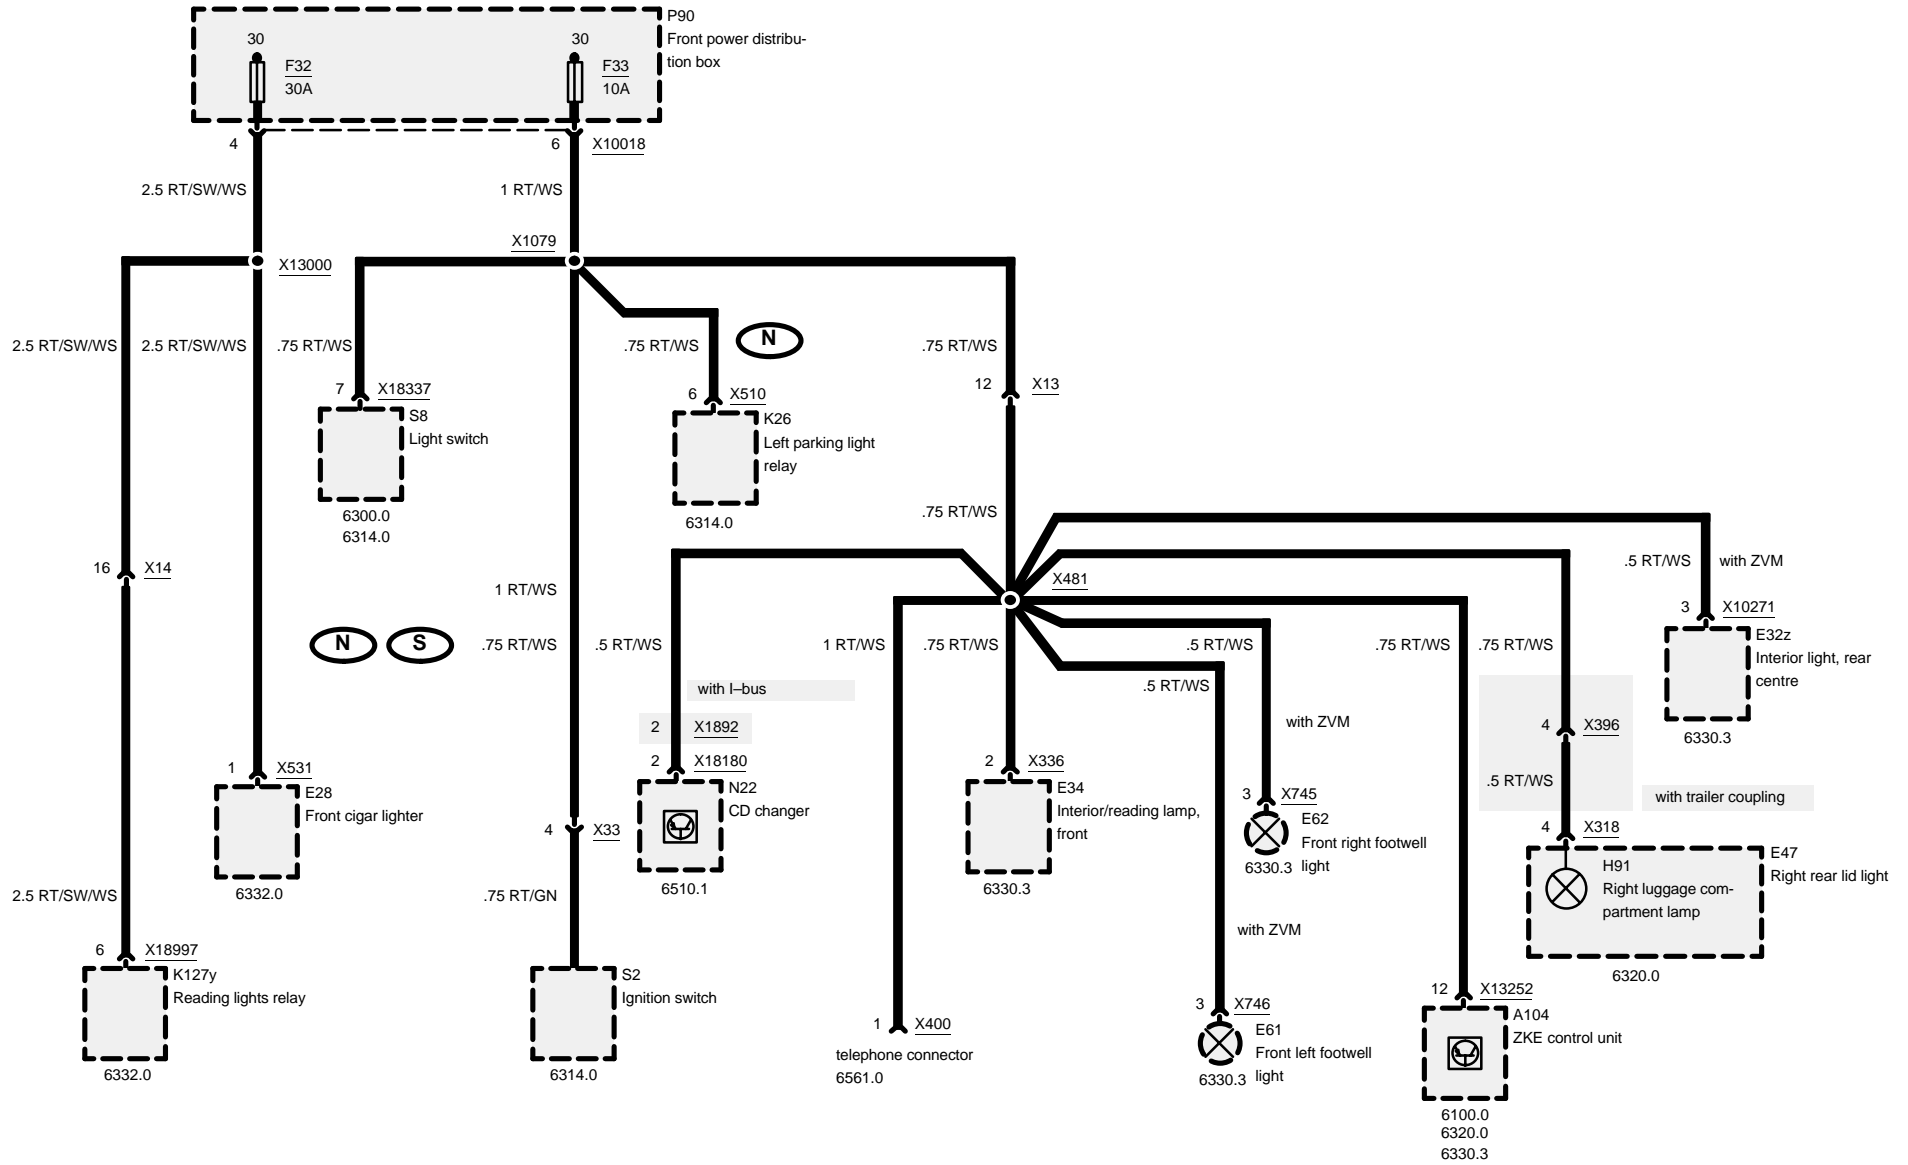 P90
30
30
Front power distribu-
tion box
F32
F33
30A
10A
4
6
X10018
2.5 RT/SW/WS
1 RT/WS
X1079
X13000
N
2.5 RT/SW/WS
2.5 RT/SW/WS
.75 RT/WS
.75 RT/WS
.75 RT/WS
7
X18337
6
X510
12
X13
S8
Light switch
K26
Left parking light
relay
6300.0
6314.0
6314.0
.75 RT/WS
.5 RT/WS
with ZVM
16
X14
X481
1 RT/WS
3
X10271
N
S
.75 RT/WS
.5 RT/WS
1 RT/WS
.75 RT/WS
.5 RT/WS
.75 RT/WS
.75 RT/WS
E32z
Interior light, rear
centre
.5 RT/WS
with I–bus
2
X1892
with ZVM
4
X396
6330.3
1
X531
2
X18180
2
X336
.5 RT/WS
E28
Front cigar lighter
N22
CD changer
E34
Interior/reading lamp,
front
3
X745
with trailer coupling
4
X33
E62
Front right footwell
light
4
X318
6332.0
6510.1
6330.3
6330.3
E47
Right rear lid light
H91
Right luggage com-
partment lamp
2.5 RT/SW/WS
.75 RT/GN
with ZVM
6
X18997
K127y
Reading lights relay
S2
Ignition switch
6320.0
12
X13252
3
X746
1
X400
A104
ZKE control unit
E61
Front left footwell
light
telephone connector
6561.0
6332.0
6314.0
6330.3
6100.0
6320.0
6330.3